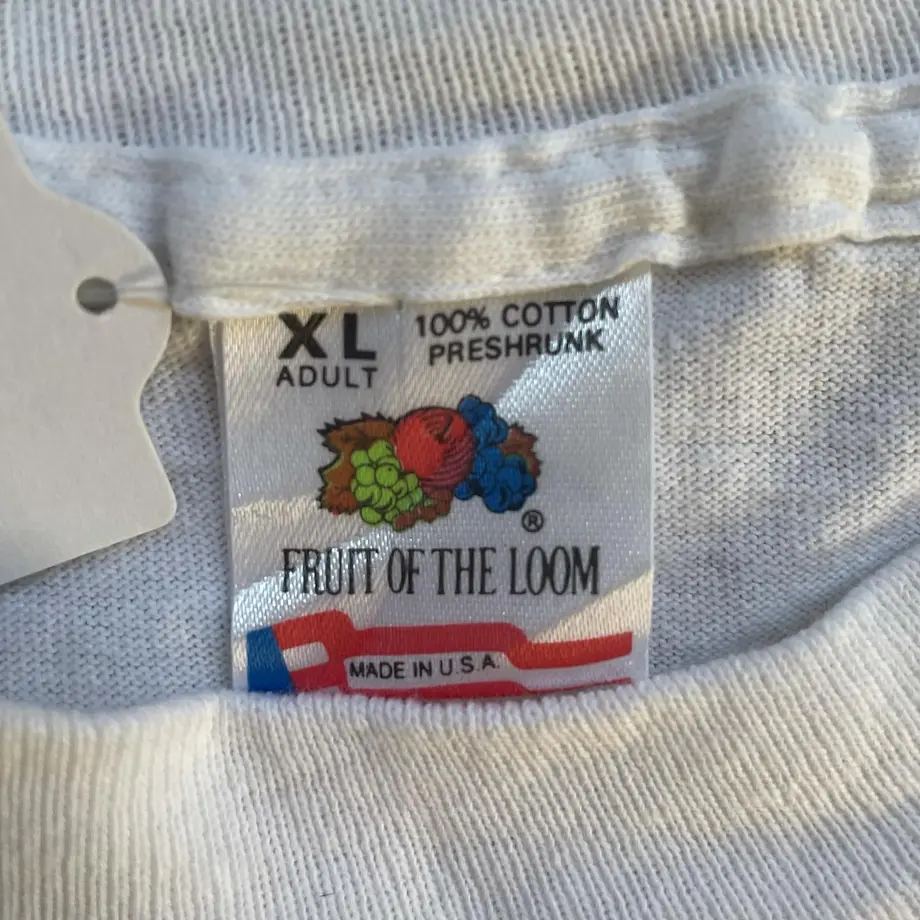 XL
ADULT
100% COTTON
PRESHRUNK
®
FRUIT OF THE LOOM
MADE IN U.S.A.